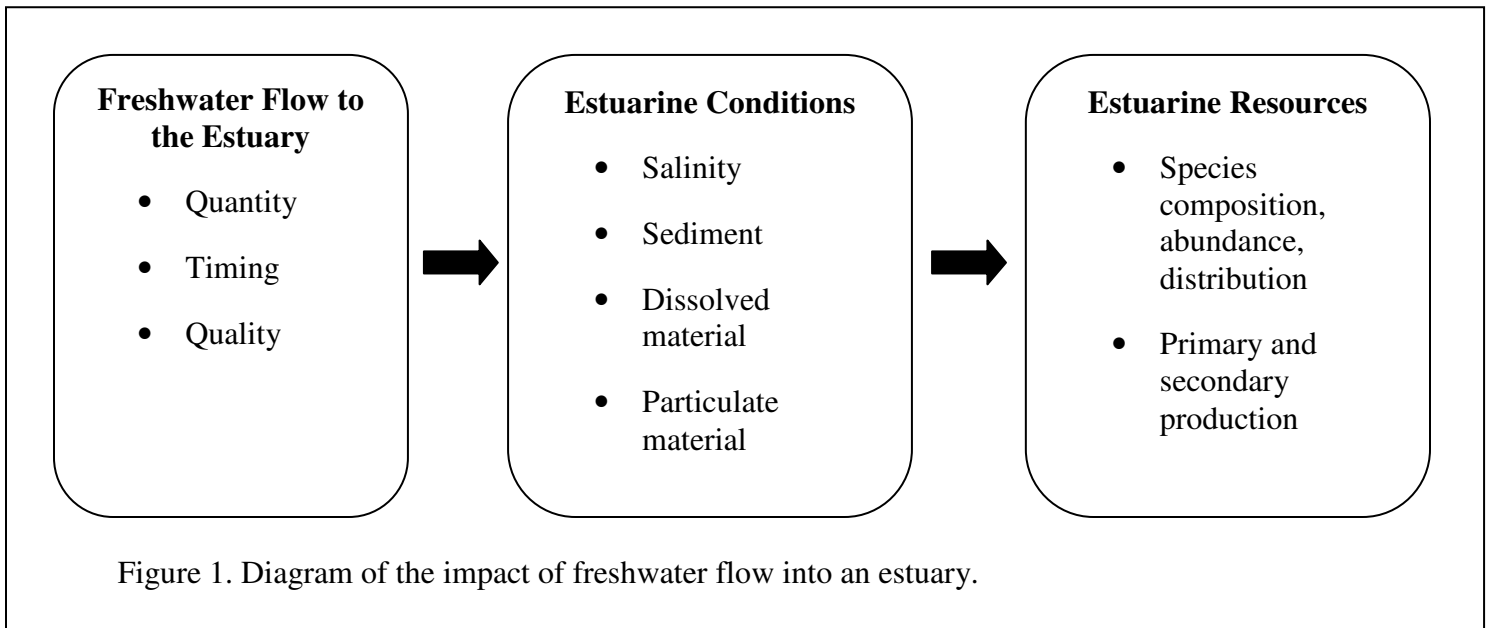 Freshwater Flow to
the Estuary
• Quantity
• Timing
• Quality
Estuarine Conditions
• Salinity
• Sediment
• Dissolved
material
• Particulate
material
Estuarine Resources
• Species
composition,
abundance,
distribution
• Primary and
secondary
production
Figure 1. Diagram of the impact of freshwater flow into an estuary.